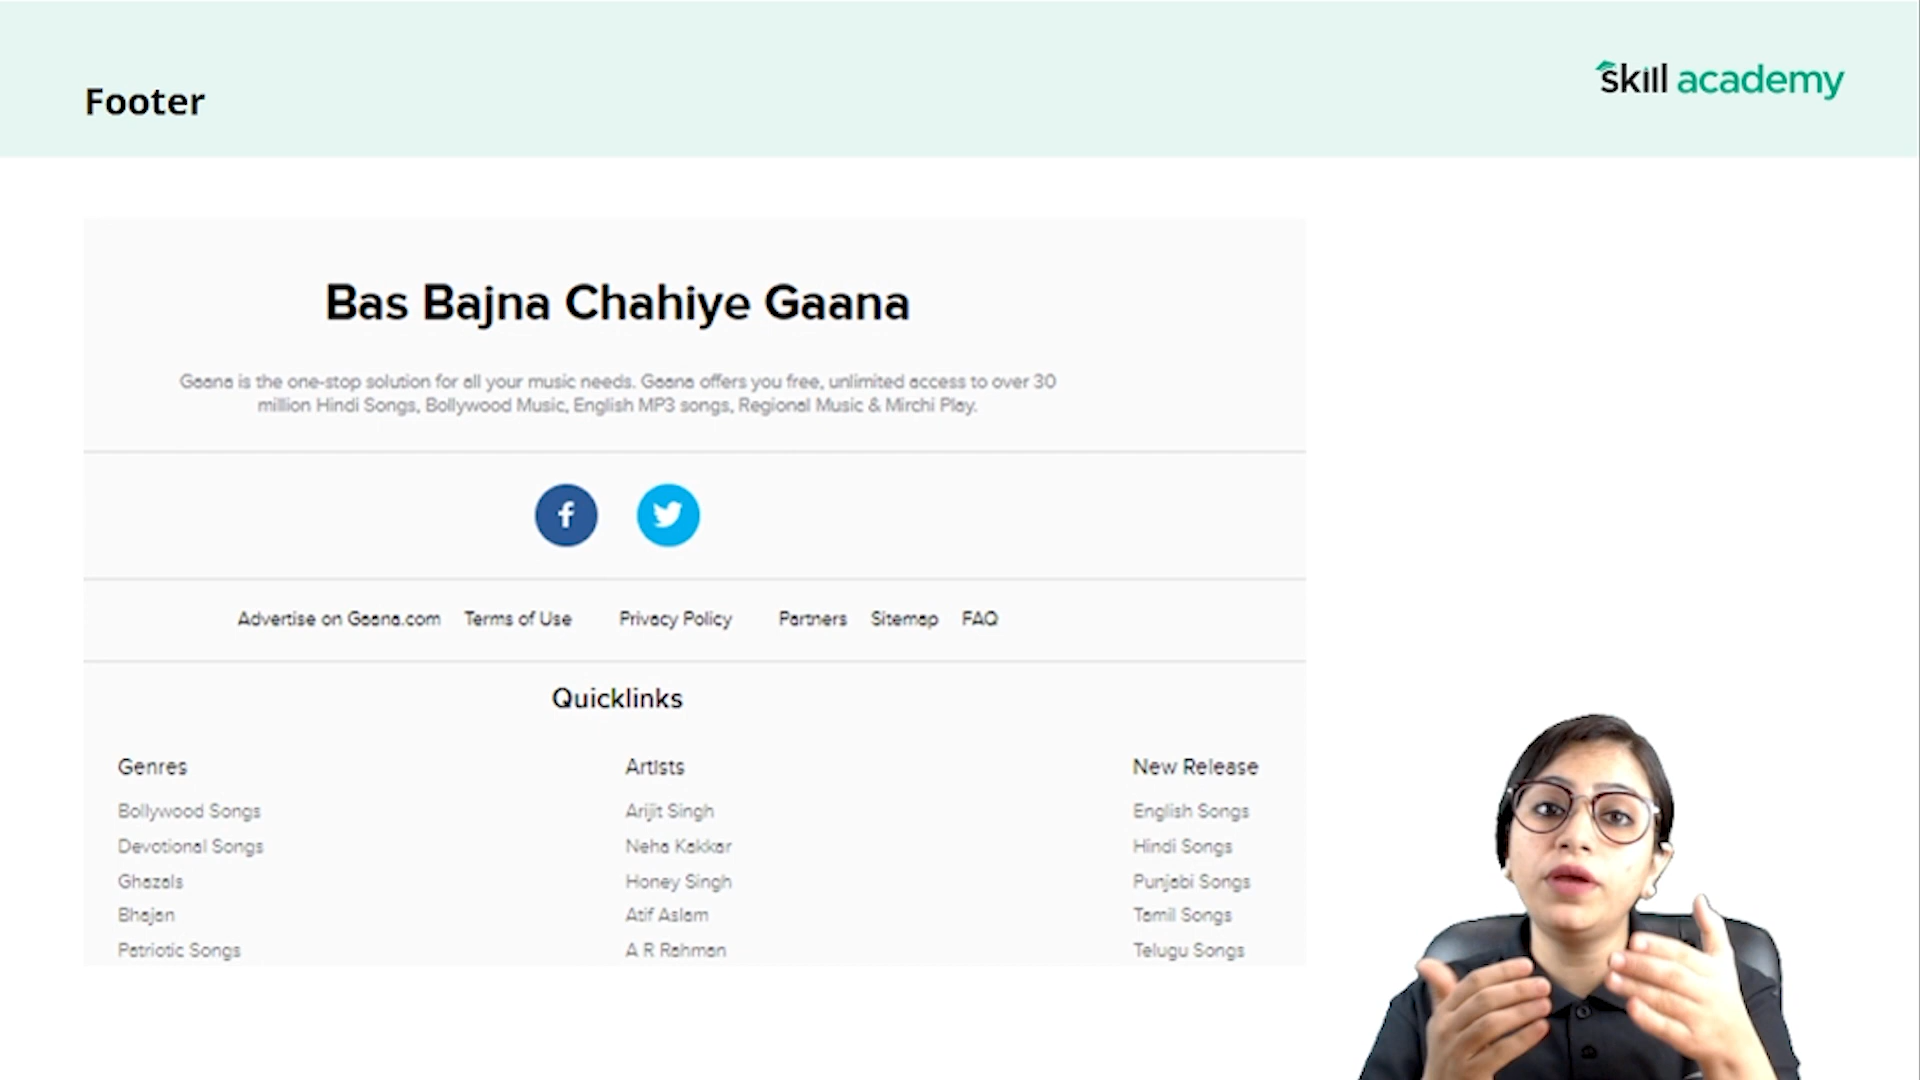 Footer
skill academy
Bas Bajna Chahiye Gaana
Gaana is the one-stop solution for all your music needs. Gaana offers you free, unlimited access to over 30
million Hindi Songs, Bollywood Music, English MP3 songs, Regional Music & Mirchi Play.
f
Advertise on Gaana.com Terms of Use Privacy Policy Partners Sitemap FAQ
Quicklinks
Genres Artists New Release
Bollywood Songs Arijit Singh English Songs
Devotional Songs Neha Kakkar Hindi Songs
Ghazals Honey Singh Punjabi Songs
Bhajan Atif Aslam Tamil Songs
Patriotic Songs A R Rahman Telugu Songs